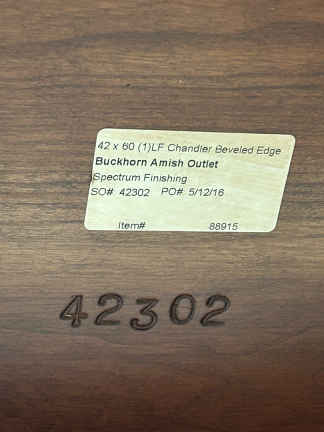 42 x 60 (1)LF Chandler Beveled Edge
Buckhorn Amish Outlet
Spectrum Finishing
SO# 42302 PO# 5/12/16
Item# 88915
42302